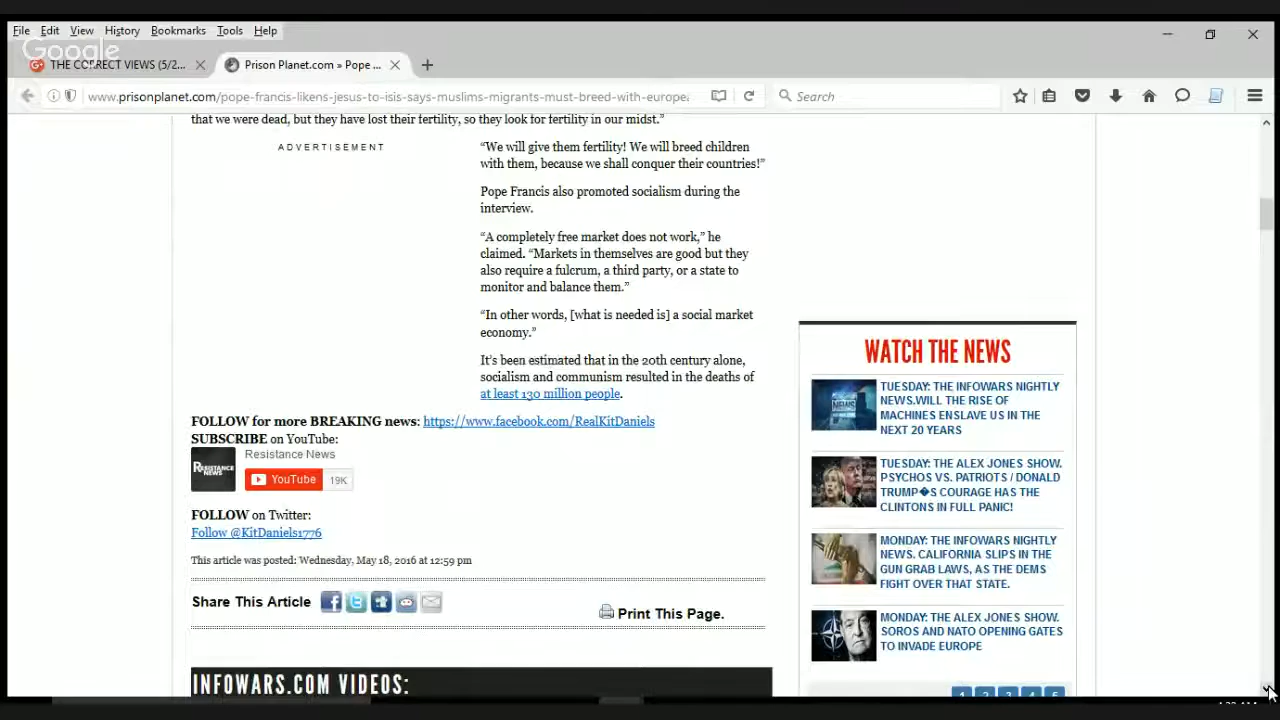 File Edit View History Bookmarks Tools Help
Google
THE CORRECT VIEWS (5/2...
Prison Planet.com » Pope ...
www.prisonplanet.com/pope-francis-likens-jesus-to-isis-says-muslims-migrants-must-breed-with-europea
Search
that we were dead, but they have lost their fertility, so they look for fertility in our midst.”
ADVERTISEMENT
“We will give them fertility! We will breed children
with them, because we shall conquer their countries!”
Pope Francis also promoted socialism during the
interview.
“A completely free market does not work,” he
claimed. “Markets in themselves are good but they
also require a fulcrum, a third party, or a state to
monitor and balance them.”
“In other words, [what is needed is] a social market
economy.”
It’s been estimated that in the 20th century alone,
socialism and communism resulted in the deaths of
at least 130 million people.
FOLLOW for more BREAKING news: https://www.facebook.com/RealKitDaniels
SUBSCRIBE on YouTube:
RESISTANCE NEWS
Resistance News
YouTube 19K
FOLLOW on Twitter:
Follow @KitDaniels1776
This article was posted: Wednesday, May 18, 2016 at 12:59 pm
Share This Article
Print This Page.
INFOWARS.COM VIDEOS:
WATCH THE NEWS
TUESDAY: THE INFOWARS NIGHTLY
NEWS.WILL THE RISE OF
MACHINES ENSLAVE US IN THE
NEXT 20 YEARS
TUESDAY: THE ALEX JONES SHOW.
PSYCHOS VS. PATRIOTS / DONALD
TRUMP�S COURAGE HAS THE
CLINTONS IN FULL PANIC!
MONDAY: THE INFOWARS NIGHTLY
NEWS. CALIFORNIA SLIPS IN THE
GUN GRAB LAWS, AS THE DEMS
FIGHT OVER THAT STATE.
MONDAY: THE ALEX JONES SHOW.
SOROS AND NATO OPENING GATES
TO INVADE EUROPE
1 2 3 4 5